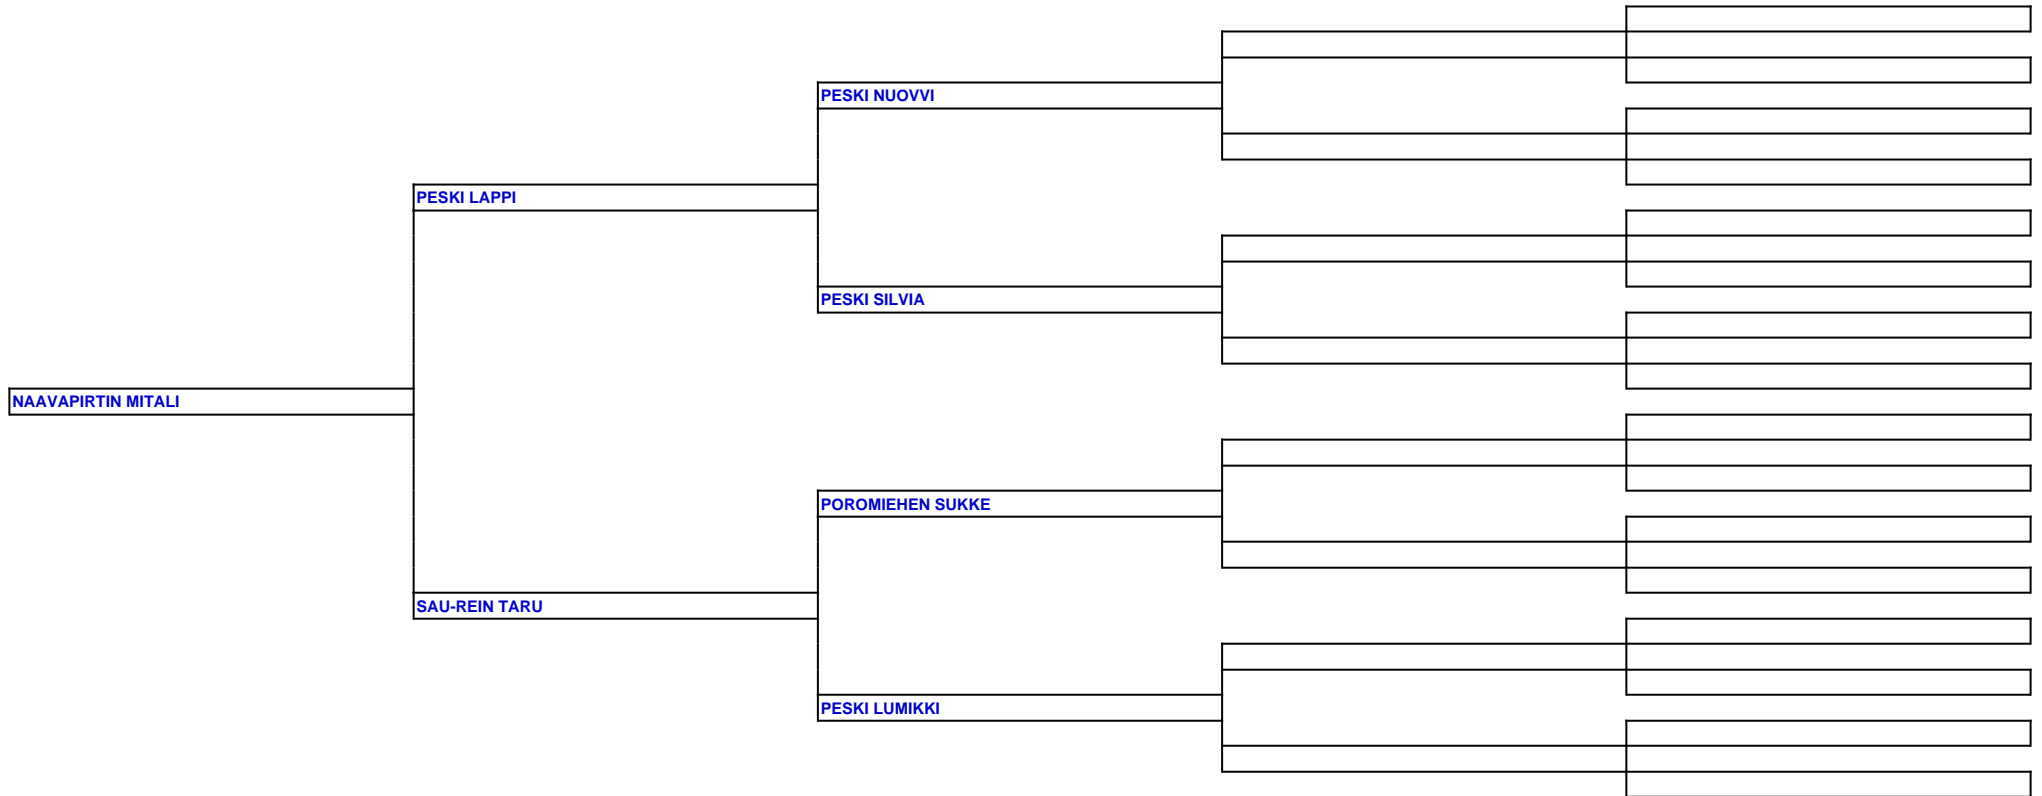 PESKI NUOVVI
PESKI LAPPI
PESKI SILVIA
NAAVAPIRTIN MITALI
POROMIEHEN SUKKE
SAU-REIN TARU
PESKI LUMIKKI